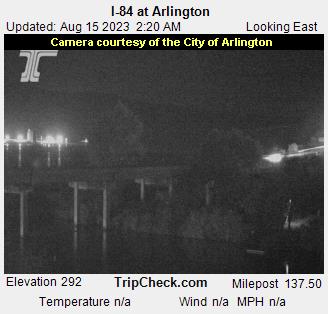 I-84 at Arlington
Updated: Aug 15 2023 2:20 AM Looking East
Camera courtesy of the City of Arlington
Elevation 292 TripCheck.com Milepost 137.50
Temperature n/a Wind n/a MPH n/a